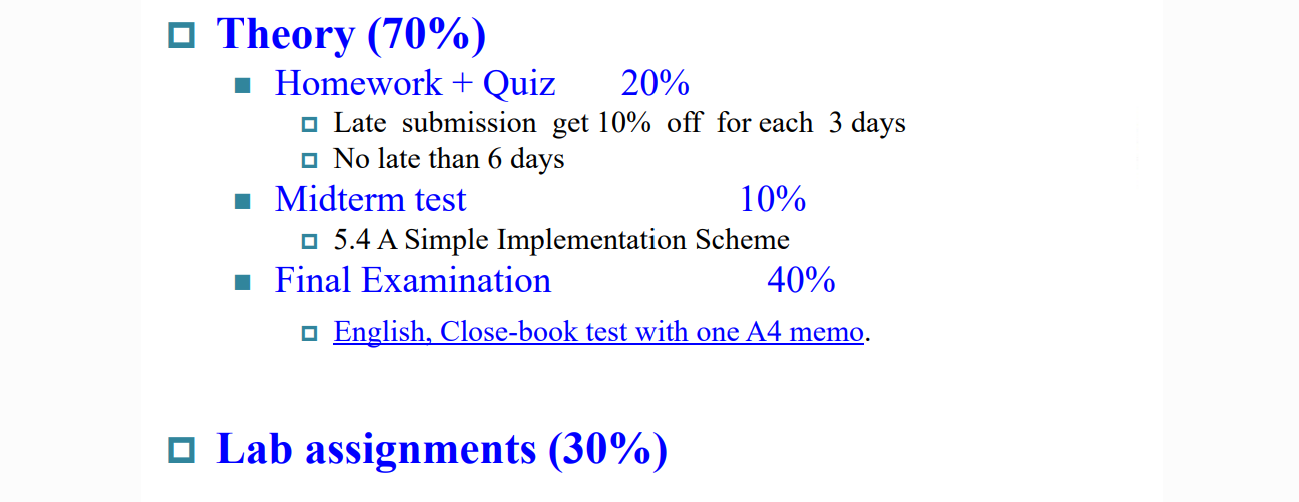 Theory (70%)
Homework + Quiz 20%
Late submission get 10% off for each 3 days
No late than 6 days
Midterm test 10%
5.4 A Simple Implementation Scheme
Final Examination 40%
English, Close-book test with one A4 memo.
Lab assignments (30%)